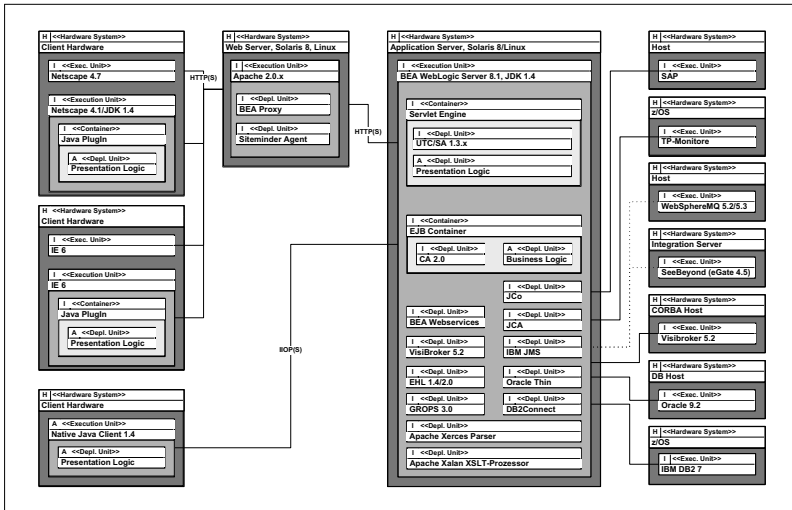 H <<Hardware System>>
Client Hardware
I <<Exec. Unit>>
Netscape 4.7
I <<Execution Unit>>
Netscape 4.1/JDK 1.4
I <<Container>>
Java PlugIn
A <<Depl. Unit>>
Presentation Logic
H <<Hardware System>>
Client Hardware
I <<Exec. Unit>>
IE 6
I <<Execution Unit>>
IE 6
I <<Container>>
Java PlugIn
A <<Depl. Unit>>
Presentation Logic
H <<Hardware System>>
Client Hardware
A <<Execution Unit>>
Native Java Client 1.4
A <<Depl. Unit>>
Presentation Logic
HTTP(S)
H <<Hardware System>>
Web Server, Solaris 8, Linux
I <<Execution Unit>>
Apache 2.0.x
I <<Depl. Unit>>
BEA Proxy
I <<Depl. Unit>>
Siteminder Agent
HTTP(S)
IIOP(S)
H <<Hardware System>>
Application Server, Solaris 8/Linux
I <<Execution Unit>>
BEA WebLogic Server 8.1, JDK 1.4
I <<Container>>
Servlet Engine
I <<Depl. Unit>>
UTC/SA 1.3.x
A <<Depl. Unit>>
Presentation Logic
I <<Container>>
EJB Container
I <<Depl. Unit>>
CA 2.0
A <<Depl. Unit>>
Business Logic
I <<Depl. Unit>>
JCo
I <<Depl. Unit>>
BEA Webservices
I <<Depl. Unit>>
JCA
I <<Depl. Unit>>
VisiBroker 5.2
I <<Depl. Unit>>
IBM JMS
I <<Depl. Unit>>
EHL 1.4/2.0
I <<Depl. Unit>>
Oracle Thin
I <<Depl. Unit>>
GROPS 3.0
I <<Depl. Unit>>
DB2Connect
I <<Depl. Unit>>
Apache Xerces Parser
I <<Depl. Unit>>
Apache Xalan XSLT-Prozessor
H <<Hardware System>>
Host
I <<Exec. Unit>>
SAP
H <<Hardware System>>
z/OS
I <<Exec. Unit>>
TP-Monitore
H <<Hardware System>>
Host
I <<Exec. Unit>>
WebSphereMQ 5.2/5.3
H <<Hardware System>>
Integration Server
I <<Exec. Unit>>
SeeBeyond (eGate 4.5)
H <<Hardware System>>
CORBA Host
I <<Exec. Unit>>
Visibroker 5.2
H <<Hardware System>>
DB Host
I <<Exec. Unit>>
Oracle 9.2
H <<Hardware System>>
z/OS
I <<Exec. Unit>>
IBM DB2 7